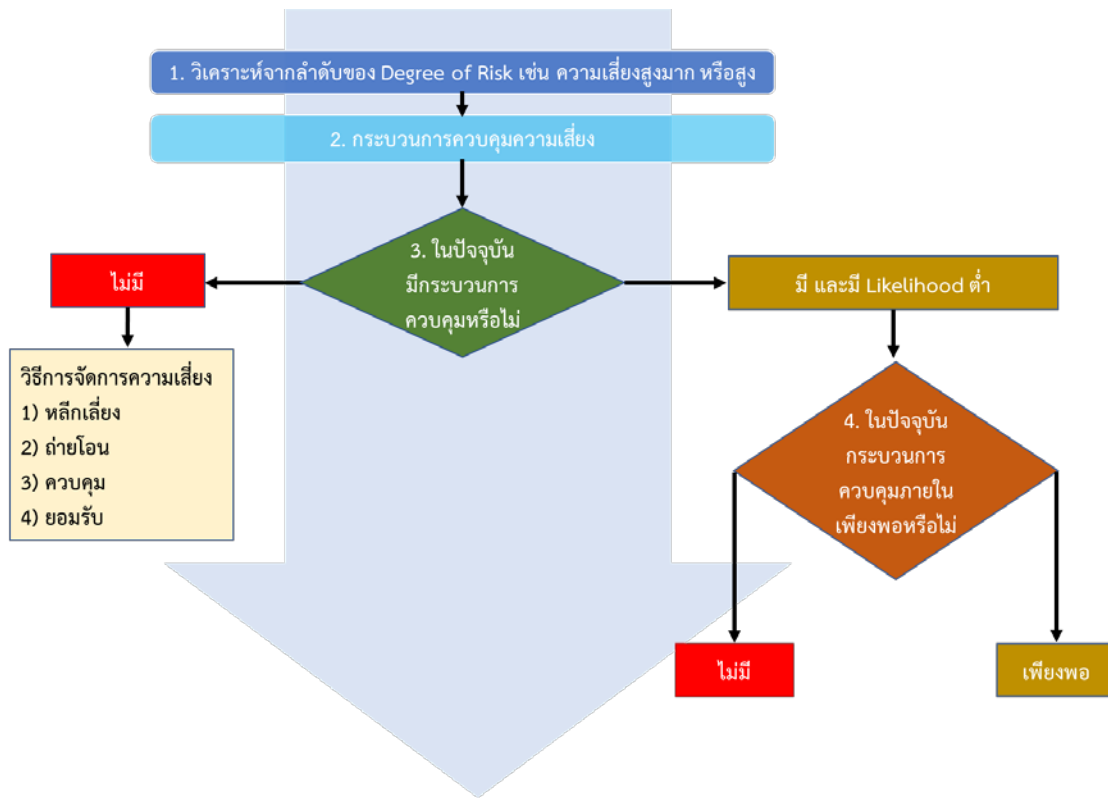 1. วิเคราะห์จากลำดับของ Degree of Risk เช่น ความเสี่ยงสูงมาก หรือสูง
2. กระบวนการควบคุมความเสี่ยง
3. ในปัจจุบัน
มีกระบวนการ
ควบคุมหรือไม่
ไม่มี
มี และมี Likelihood ต่ำ
วิธีการจัดการความเสี่ยง
1) หลีกเลี่ยง
2) ถ่ายโอน
3) ควบคุม
4) ยอมรับ
4. ในปัจจุบัน
กระบวนการ
ควบคุมภายใน
เพียงพอหรือไม่
ไม่มี
เพียงพอ